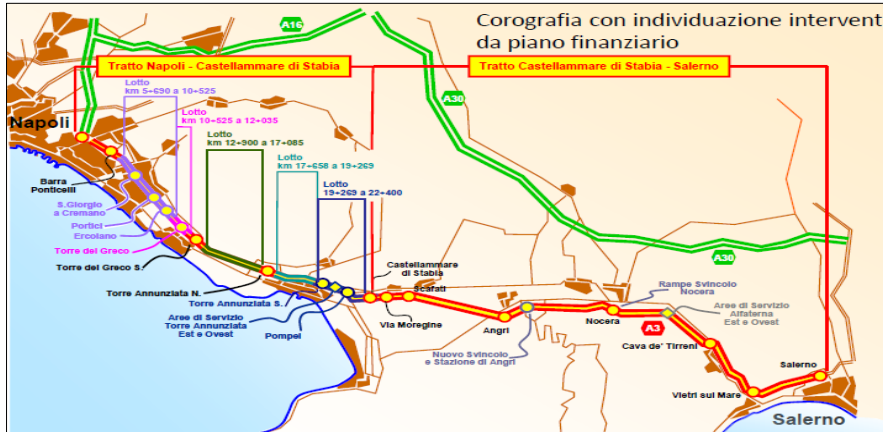 Corografia con individuazione intervent
da piano finanziario
A16
Tratto Napoli - Castellammare di Stabia
Tratto Castellammare di Stabia - Salerno
Lotto
km 5+690 a 10+525
Lotto
km 10+525 a 12+035
Lotto
km 12+900 a 17+085
Lotto
km 17+658 a 19+269
Lotto
19+269 a 22+400
A30
Napoli
Barra
Ponticelli
S.Giorgio
a Cremano
Portici
Ercolano
Torre del Greco
Torre del Greco S.
Torre Annunziata N.
Torre Annunziata S.
Aree di Servizio
Torre Annunziata
Est e Ovest
Pompei
Castellammare
di Stabia
Scafati
Via Moregine
Angri
Nuovo Svincolo
e Stazione di Angri
Rampe Svincolo
Nocera
Nocera
A30
Aree di Servizio
Alfaterna
Est e Ovest
A3
Cava de' Tirreni
Salerno
Vietri sul Mare
Salerno